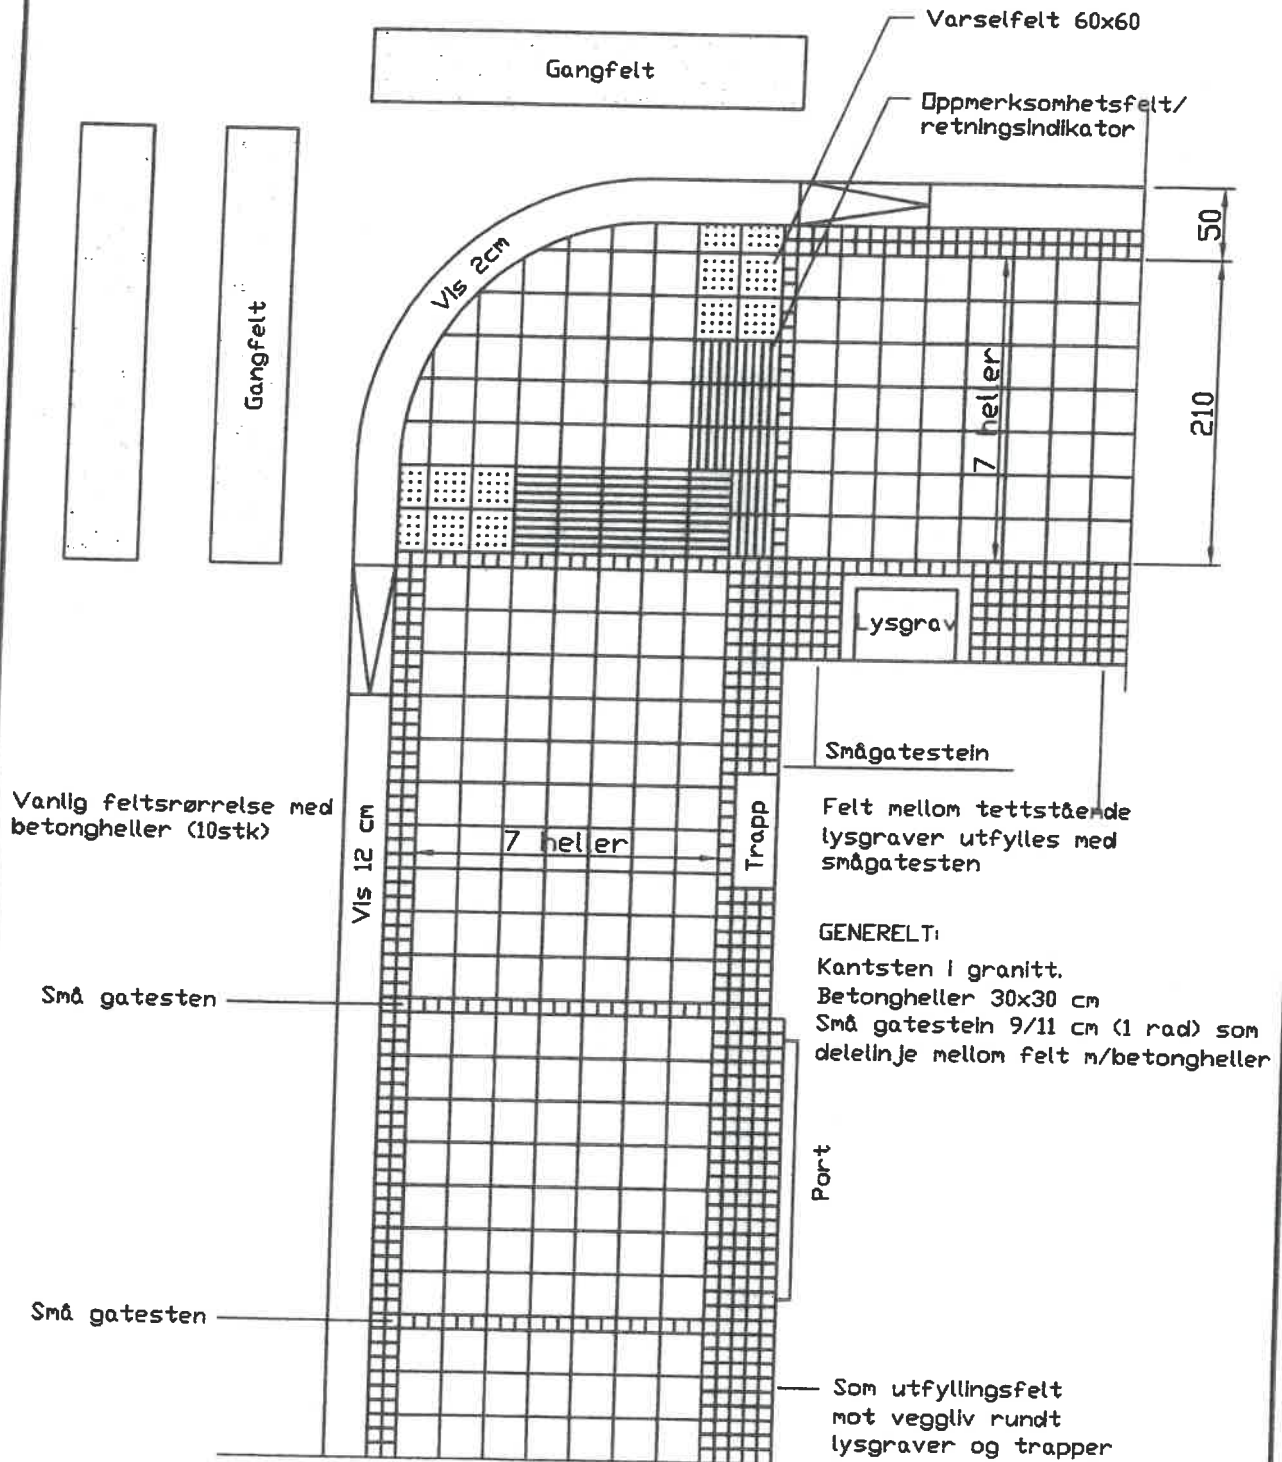 Varselfelt 60x60
Gangfelt
Oppmerksomhetsfelt/
retningsindikator
50
Vis 2cm
Gangfelt
7 heller
210
Lysgrav
Smågatestein
Vanlig feltsrørrelse med
betongheller (10stk)
Vis 12 cm
7 heller
Trapp
Felt mellom tettstående
lysgraver utfylles med
smågatesten
GENERELT:
Kantsten i granitt.
Betongheller 30x30 cm
Små gatestein 9/11 cm (1 rad) som
delelinje mellom felt m/betongheller
Små gatesten
Port
Små gatesten
Som utfyllingsfelt
mot veggliv rundt
lysgraver og trapper